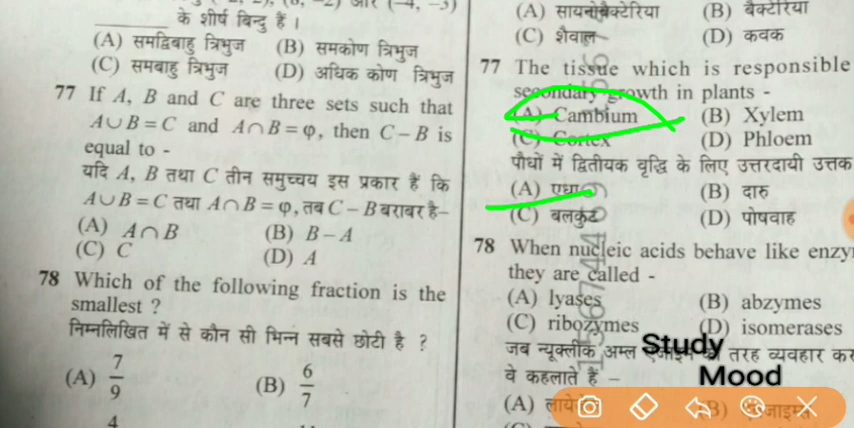 के शीर्ष बिन्दु हैं ।
(A) समद्विबाहु त्रिभुज (B) समकोण त्रिभुज
(C) समबाहु त्रिभुज (D) अधिक कोण त्रिभुज
77 If A, B and C are three sets such that
A∪B=C and A∩B=φ, then C−B is
equal to -
यदि A, B तथा C तीन समुच्चय इस प्रकार हैं कि
A∪B=C तथा A∩B=φ, तब C−B बराबर है−
(A) A∩B (B) B−A
(C) C (D) A
78 Which of the following fraction is the
smallest ?
निम्नलिखित में से कौन सी भिन्न सबसे छोटी है ?
(A) 7/9 (B) 6/7
4
(A) सायनोबैक्टेरिया (B) बैक्टेरिया
(C) शैवाल (D) कवक
77 The tissue which is responsible
secondary growth in plants -
(A) Cambium (B) Xylem
(C) Cortex (D) Phloem
पौधों में द्वितीयक वृद्धि के लिए उत्तरदायी उत्तक
(A) एधा (B) दारु
(C) बलकुट (D) पोषवाह
78 When nucleic acids behave like
they are called -
(A) lyases (B) abzymes
(C) ribozymes (D) isomerases
जब न्यूक्लीक अम्ल की तरह व्यवहार
वे कहलाते हैं −
(A) (B)
Study
Mood